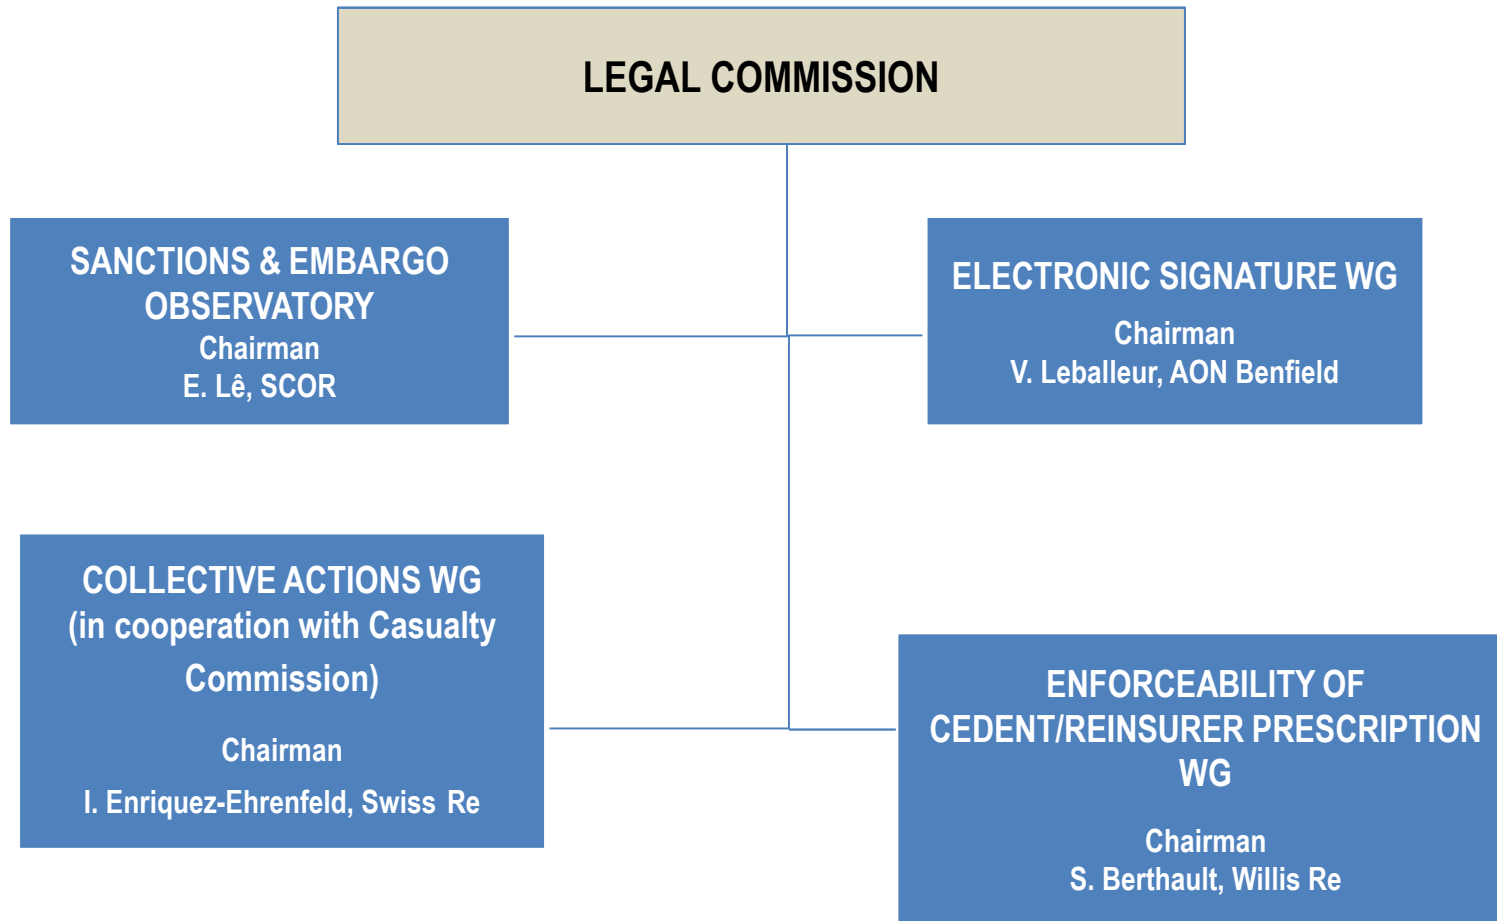 LEGAL COMMISSION
SANCTIONS & EMBARGO
OBSERVATORY
Chairman
E. Lê, SCOR
ELECTRONIC SIGNATURE WG
Chairman
V. Leballeur, AON Benfield
COLLECTIVE ACTIONS WG
(in cooperation with Casualty
Commission)
Chairman
I. Enriquez-Ehrenfeld, Swiss Re
ENFORCEABILITY OF
CEDENT/REINSURER PRESCRIPTION
WG
Chairman
S. Berthault, Willis Re